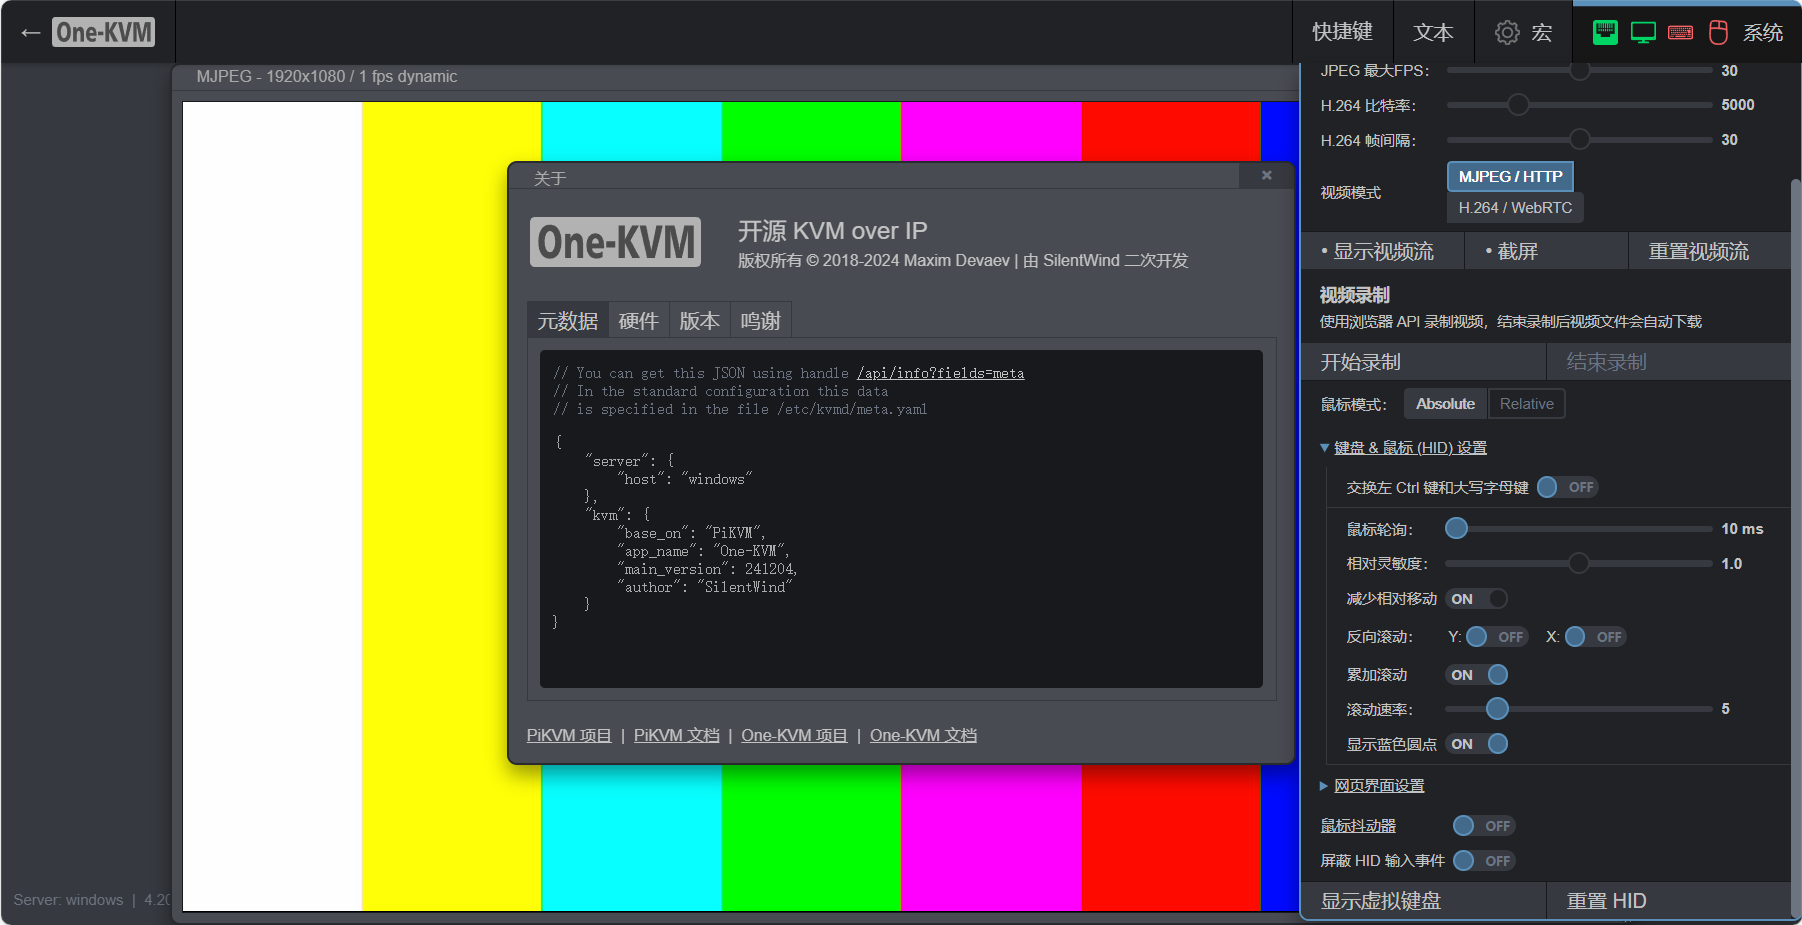 ← One-KVM
快捷键
文本
宏
系统
MJPEG - 1920x1080 / 1 fps dynamic
关于
×
One-KVM
开源 KVM over IP
版权所有 © 2018-2024 Maxim Devaev | 由 SilentWind 二次开发
元数据 硬件 版本 鸣谢
// You can get this JSON using handle /api/info?fields=meta
// In the standard configuration this data
// is specified in the file /etc/kvmd/meta.yaml
{
"server": {
"host": "windows"
},
"kvm": {
"base_on": "PiKVM",
"app_name": "One-KVM",
"main_version": 241204,
"author": "SilentWind"
}
}
PiKVM 项目 | PiKVM 文档 | One-KVM 项目 | One-KVM 文档
Server: windows | 4.20
JPEG 最大FPS: 30
H.264 比特率: 5000
H.264 帧间隔: 30
视频模式
MJPEG / HTTP
H.264 / WebRTC
• 显示视频流 • 截屏 重置视频流
视频录制
使用浏览器 API 录制视频，结束录制后视频文件会自动下载
开始录制 结束录制
鼠标模式: Absolute Relative
▼ 键盘 & 鼠标 (HID) 设置
交换左 Ctrl 键和大写字母键 OFF
鼠标轮询: 10 ms
相对灵敏度: 1.0
减少相对移动 ON
反向滚动: Y: OFF X: OFF
累加滚动 ON
滚动速率: 5
显示蓝色圆点 ON
▶ 网页界面设置
鼠标抖动器 OFF
屏蔽 HID 输入事件 OFF
显示虚拟键盘 重置 HID